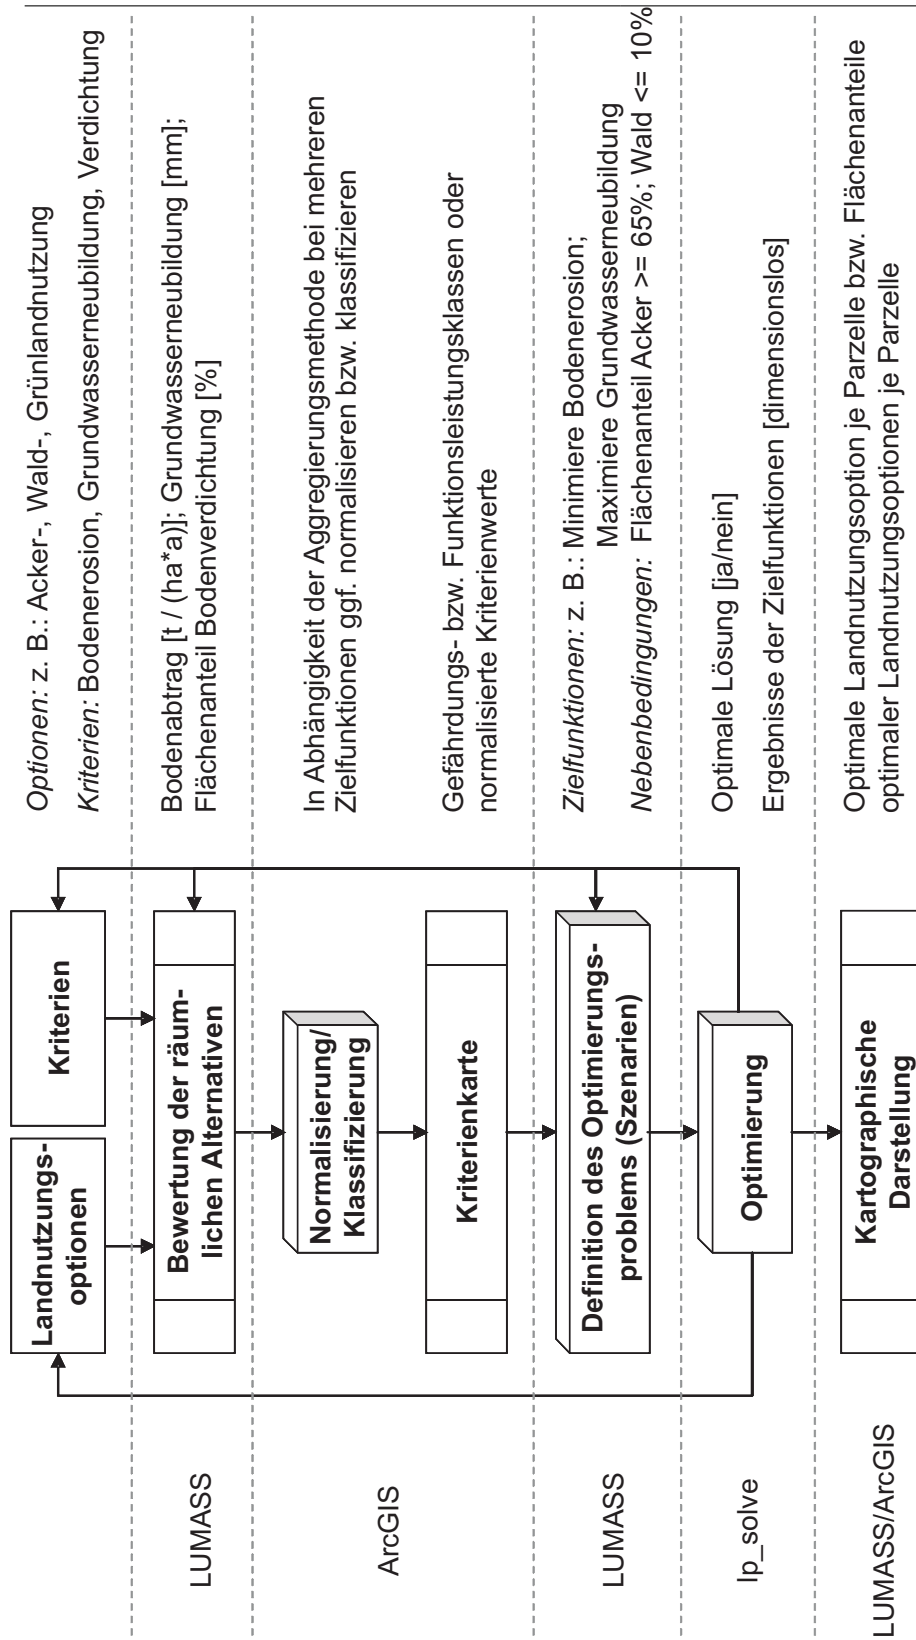 Landnutzungs-
optionen
Kriterien
Optionen: z. B.: Acker-, Wald-, Grünlandnutzung
Kriterien: Bodenerosion, Grundwasserneubildung, Verdichtung
LUMASS
Bewertung der räum-
lichen Alternativen
Bodenabtrag [t / (ha*a)]; Grundwasserneubildung [mm];
Flächenanteil Bodenverdichtung [%]
ArcGIS
Normalisierung/
Klassifizierung
In Abhängigkeit der Aggregierungsmethode bei mehreren
Zielfunktionen ggf. normalisieren bzw. klassifizieren
Kriterienkarte
Gefährdungs- bzw. Funktionsleistungsklassen oder
normalisierte Kriterienwerte
LUMASS
Definition des Optimierungs-
problems (Szenarien)
Zielfunktionen: z. B.: Minimiere Bodenerosion;
Maximiere Grundwasserneubildung
Nebenbedingungen: Flächenanteil Acker >= 65%; Wald <= 10%
lp_solve
Optimierung
Optimale Lösung [ja/nein]
Ergebnisse der Zielfunktionen [dimensionslos]
LUMASS/ArcGIS
Kartographische
Darstellung
Optimale Landnutzungsoption je Parzelle bzw. Flächenanteile
optimaler Landnutzungsoptionen je Parzelle